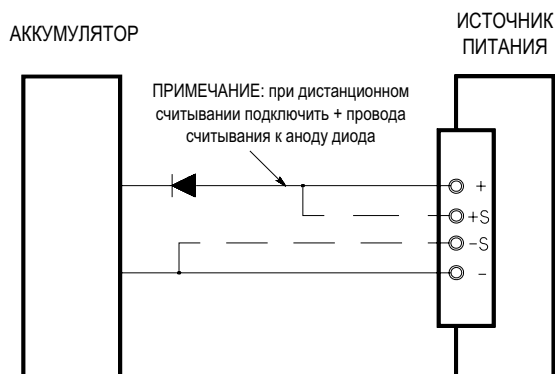 АККУМУЛЯТОР
ИСТОЧНИК
ПИТАНИЯ
ПРИМЕЧАНИЕ: при дистанционном
считывании подключить + провода
считывания к аноду диода
+
+S
-S
-